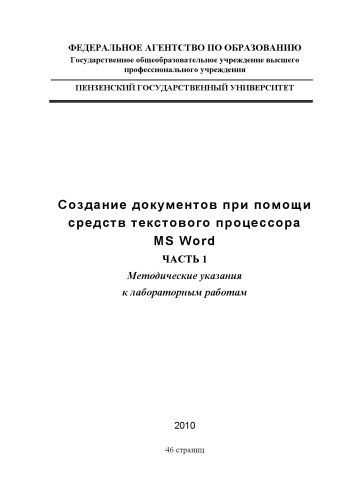 ФЕДЕРАЛЬНОЕ АГЕНТСТВО ПО ОБРАЗОВАНИЮ
Государственное общеобразовательное учреждение высшего
профессионального учреждения
ПЕНЗЕНСКИЙ ГОСУДАРСТВЕННЫЙ УНИВЕРСИТЕТ
Создание документов при помощи
средств текстового процессора
MS Word
ЧАСТЬ 1
Методические указания
к лабораторным работам
2010
46 страниц